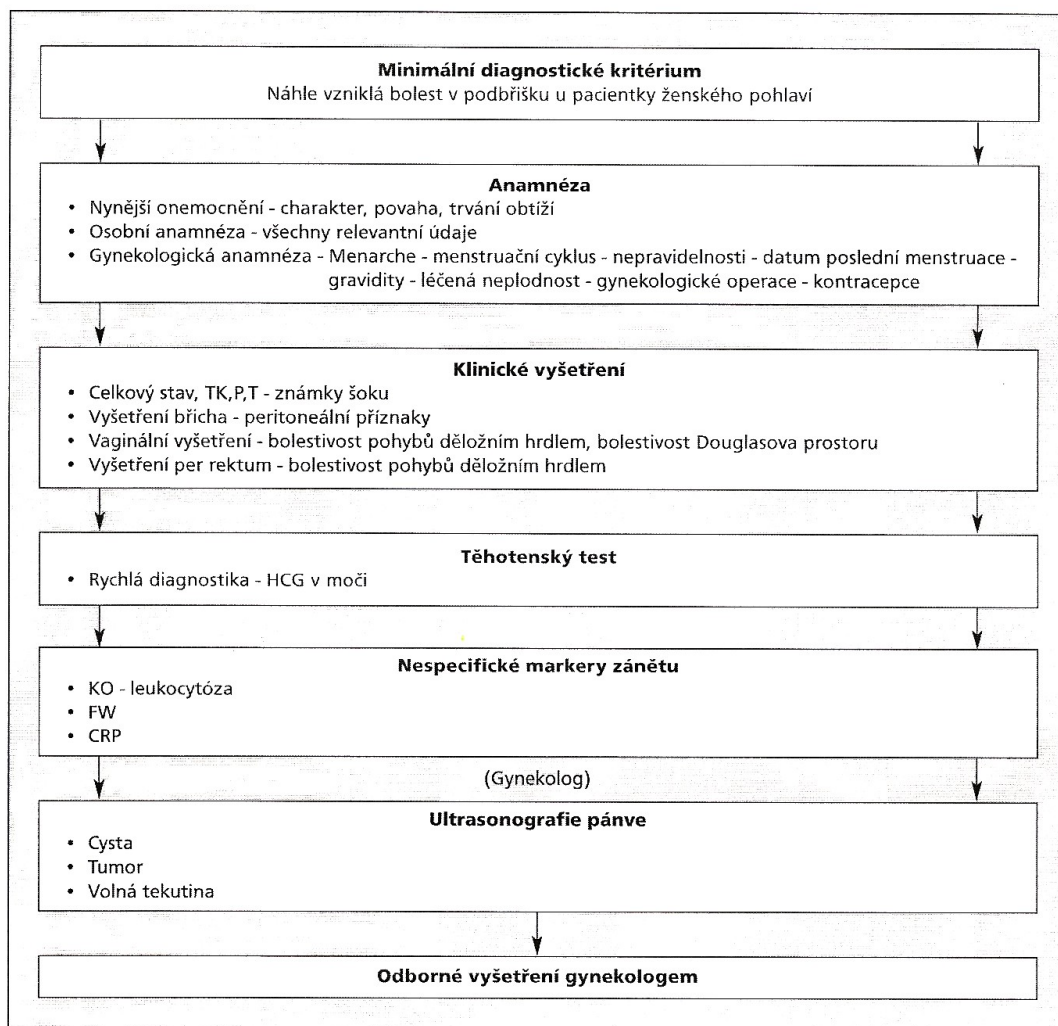 Minimální diagnostické kritérium
Náhle vzniklá bolest v podbřišku u pacientky ženského pohlaví
Anamnéza
• Nynější onemocnění - charakter, povaha, trvání obtíží
• Osobní anamnéza - všechny relevantní údaje
• Gynekologická anamnéza - Menarche - menstruační cyklus - nepravidelnosti - datum poslední menstruace -
gravidity - léčená neplodnost - gynekologické operace - kontracepce
Klinické vyšetření
• Celkový stav, TK,P,T - známky šoku
• Vyšetření břicha - peritoneální příznaky
• Vaginální vyšetření - bolestivost pohybů děložním hrdlem, bolestivost Douglasova prostoru
• Vyšetření per rektum - bolestivost pohybů děložním hrdlem
Těhotenský test
• Rychlá diagnostika - HCG v moči
Nespecifické markery zánětu
• KO - leukocytóza
• FW
• CRP
(Gynekolog)
Ultrasonografie pánve
• Cysta
• Tumor
• Volná tekutina
Odborné vyšetření gynekologem